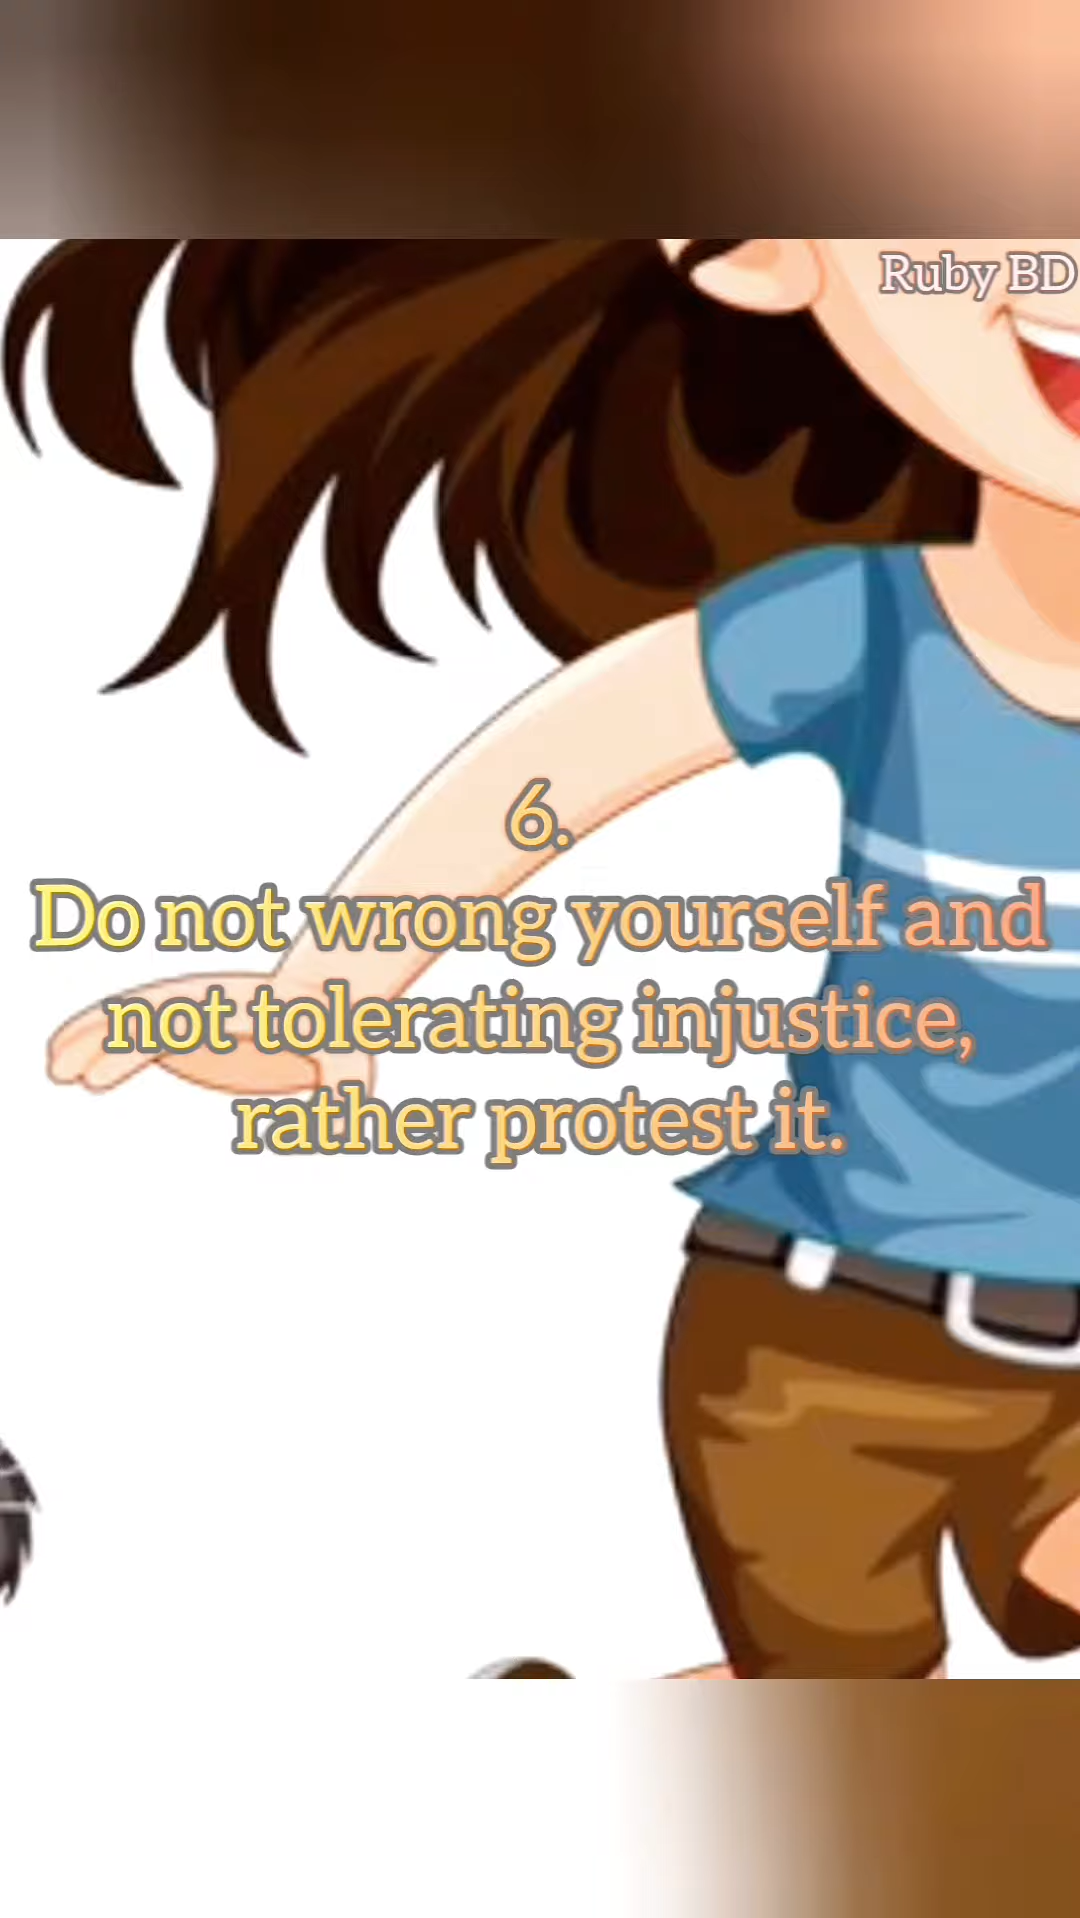 Ruby BD
6.
Do not wrong yourself and
not tolerating injustice,
rather protest it.